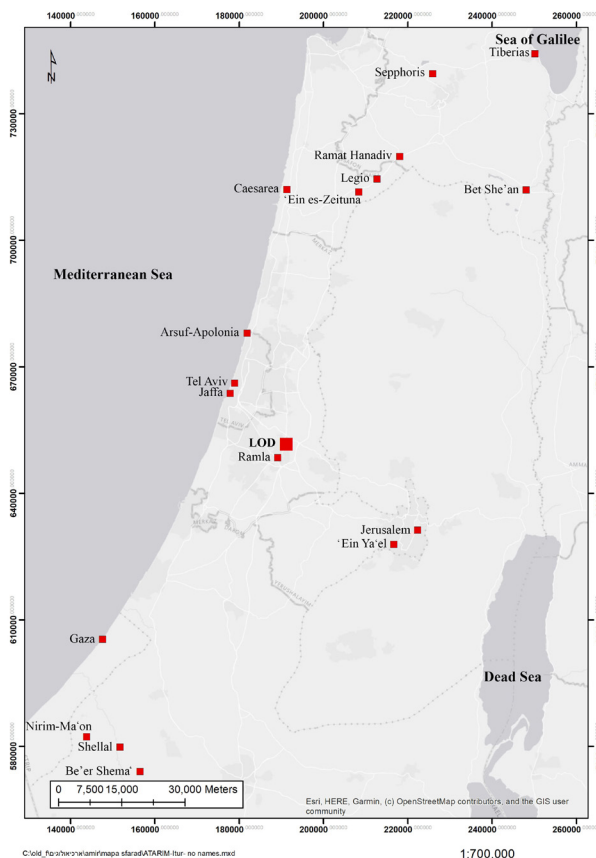 140000 160000 180000 200000 220000 240000 260000
Sea of Galilee
Tiberias
N
Sepphoris
730000
Ramat Hanadiv
Legio
Caesarea
Bet She’an
‘Ein es-Zeituna
700000
Mediterranean Sea
Arsuf-Apolonia
670000
Tel Aviv
Jaffa
LOD
Ramla
640000
Jerusalem
‘Ein Ya‘el
610000
Gaza
Dead Sea
Nirim-Ma‘on
Shellal
580000
Be’er Shema‘
0 7,500 15,000 30,000 Meters
Esri, HERE, Garmin, (c) OpenStreetMap contributors, and the GIS user
community
140000 160000 180000 200000 220000 240000 260000
1:700,000